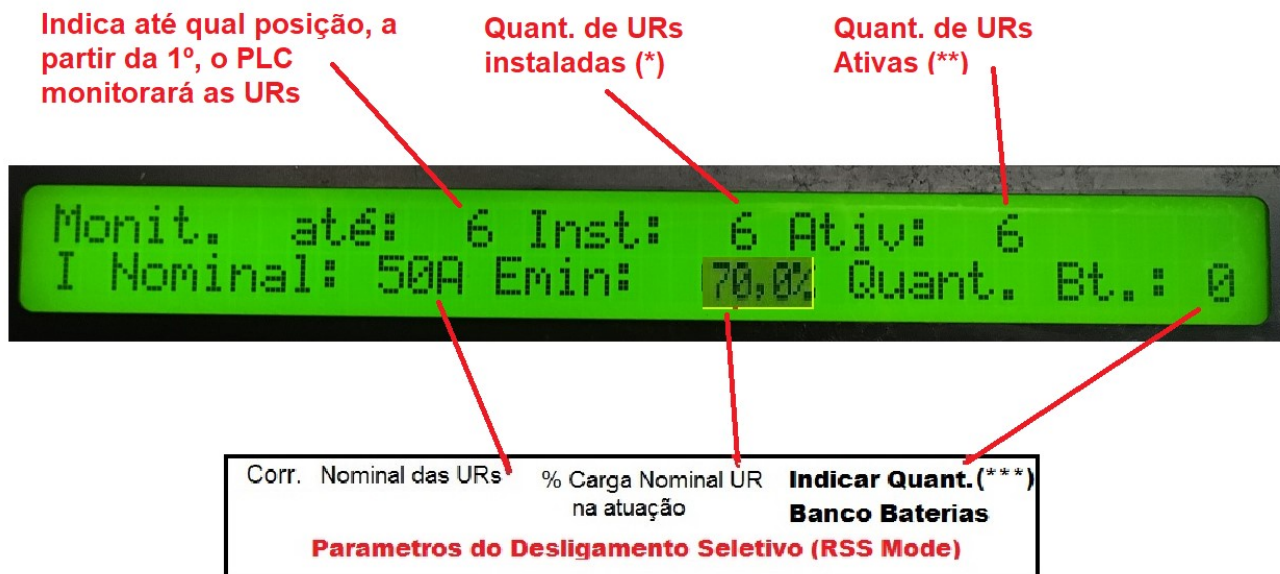 Indica até qual posição, a
partir da 1º, o PLC
monitorará as URs
Quant. de URs
instaladas (*)
Quant. de URs
Ativas (**)
Monit. até: 6 Inst: 6 Ativ: 6
I Nominal: 50A Emin: 70,0% Quant. Bt.: 0
Corr. Nominal das URs
% Carga Nominal UR
na atuação
Indicar Quant.(***)
Banco Baterias
Parametros do Desligamento Seletivo (RSS Mode)